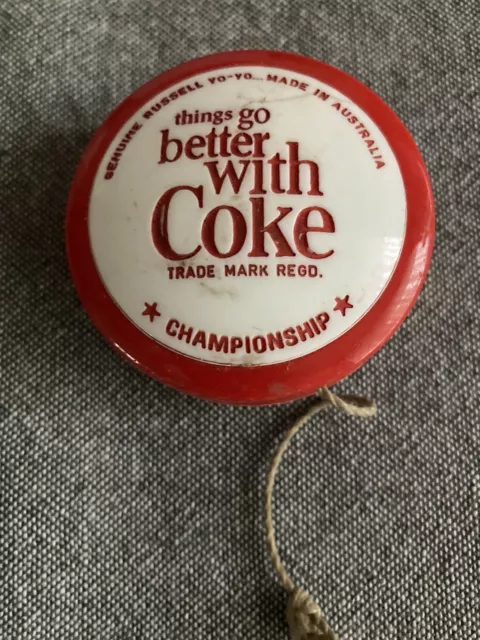 GENUINE RUSSELL YO-YO... MADE IN AUSTRALIA
things go
better
with
Coke
TRADE MARK REGD.
★ CHAMPIONSHIP ★